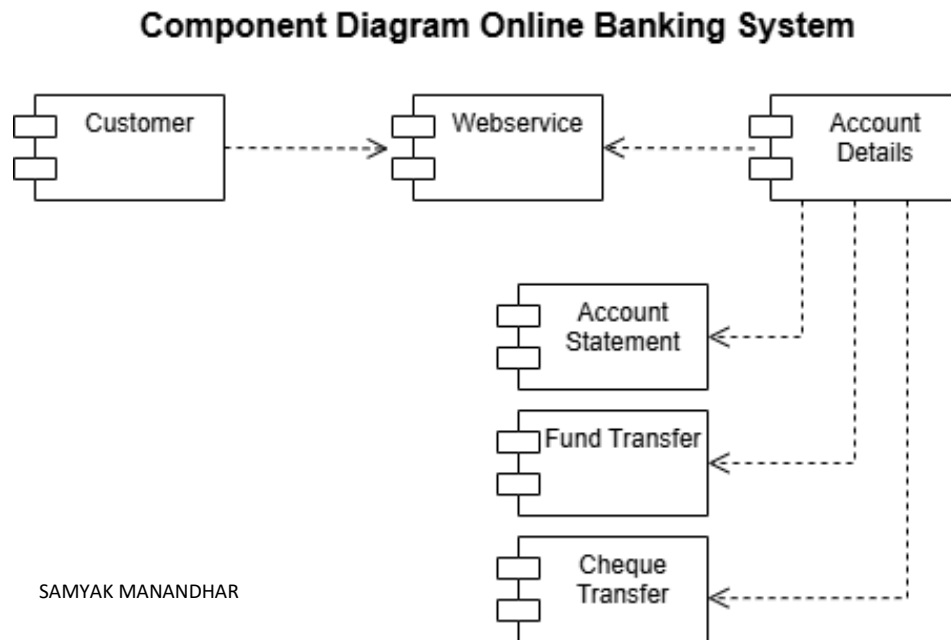 Component Diagram Online Banking System
Customer
Webservice
Account
Details
Account
Statement
Fund Transfer
Cheque
Transfer
SAMYAK MANANDHAR